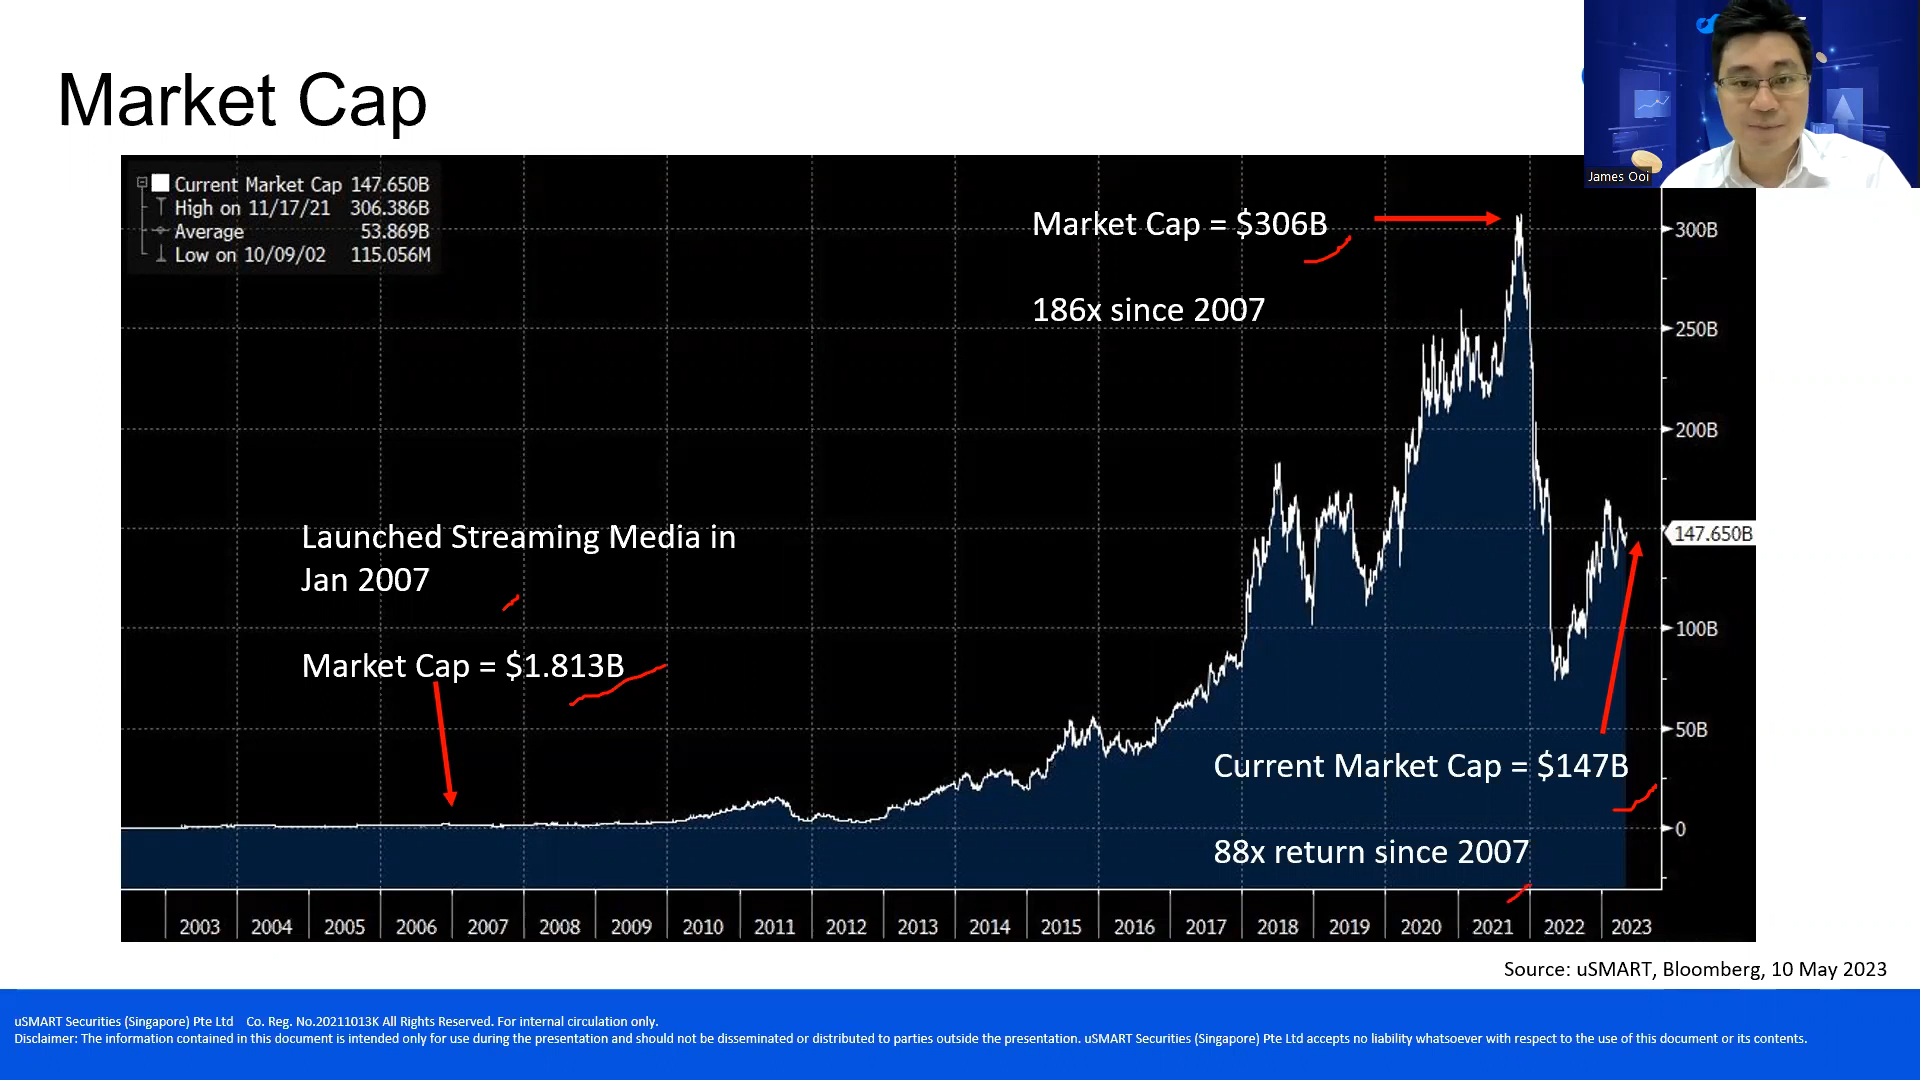 Market Cap
James Ooi
Current Market Cap 147.650B
High on 11/17/21 306.386B
Average 53.869B
Low on 10/09/02 115.056M
Market Cap = $306B
186x since 2007
300B
250B
200B
147.650B
100B
50B
0
Launched Streaming Media in
Jan 2007
Market Cap = $1.813B
Current Market Cap = $147B
88x return since 2007
2003 2004 2005 2006 2007 2008 2009 2010 2011 2012 2013 2014 2015 2016 2017 2018 2019 2020 2021 2022 2023
Source: uSMART, Bloomberg, 10 May 2023
uSMART Securities (Singapore) Pte Ltd Co. Reg. No.20211013K All Rights Reserved. For internal circulation only.
Disclaimer: The information contained in this document is intended only for use during the presentation and should not be disseminated or distributed to parties outside the presentation. uSMART Securities (Singapore) Pte Ltd accepts no liability whatsoever with respect to the use of this document or its contents.